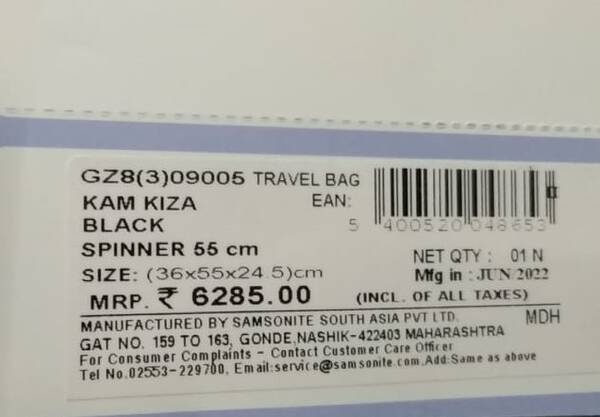 GZ8(3)09005 TRAVEL BAG
KAM KIZA EAN:
BLACK 5 400520 048653
SPINNER 55 cm NET QTY : 01 N
SIZE: (36x55x24.5)cm Mfg in : JUN 2022
MRP. ₹ 6285.00 (INCL. OF ALL TAXES)
MANUFACTURED BY SAMSONITE SOUTH ASIA PVT LTD. MDH
GAT NO. 159 TO 163, GONDE,NASHIK-422403 MAHARASHTRA
For Consumer Complaints - Contact Customer Care Officer
Tel No.02553-229700, Email:service@samsonite.com.Add:Same as above